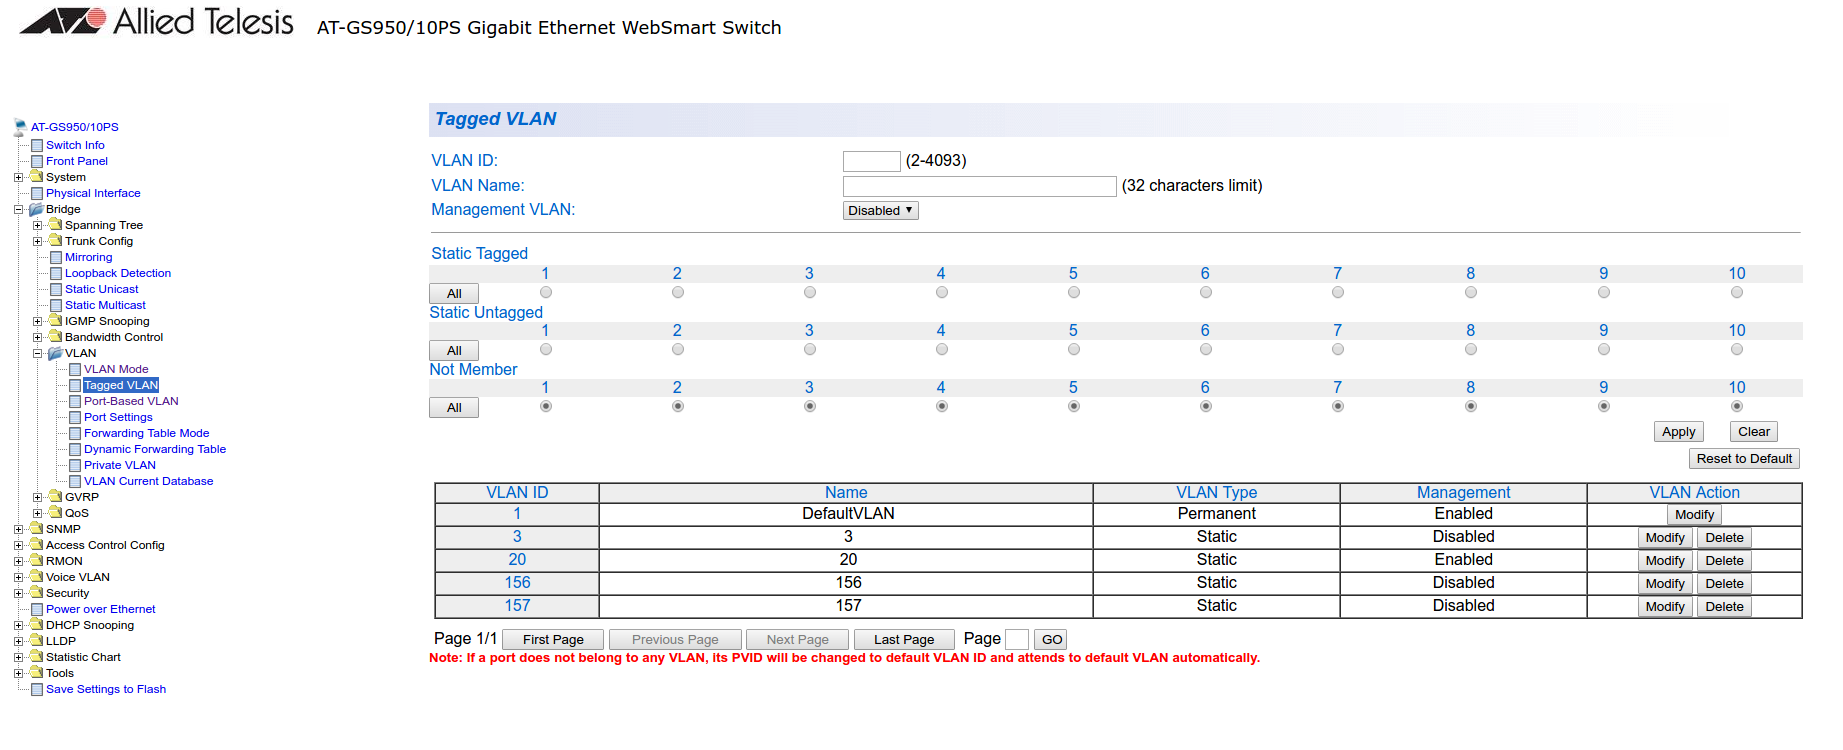 Allied Telesis
AT-GS950/10PS Gigabit Ethernet WebSmart Switch
AT-GS950/10PS
Switch Info
Front Panel
System
Physical Interface
Bridge
Spanning Tree
Trunk Config
Mirroring
Loopback Detection
Static Unicast
Static Multicast
IGMP Snooping
Bandwidth Control
VLAN
VLAN Mode
Tagged VLAN
Port-Based VLAN
Port Settings
Forwarding Table Mode
Dynamic Forwarding Table
Private VLAN
VLAN Current Database
GVRP
QoS
SNMP
Access Control Config
RMON
Voice VLAN
Security
Power over Ethernet
DHCP Snooping
LLDP
Statistic Chart
Tools
Save Settings to Flash
Tagged VLAN
VLAN ID: (2-4093)
VLAN Name: (32 characters limit)
Management VLAN: Disabled
Static Tagged
1 2 3 4 5 6 7 8 9 10
All
Static Untagged
1 2 3 4 5 6 7 8 9 10
All
Not Member
1 2 3 4 5 6 7 8 9 10
All
Apply Clear
Reset to Default
VLAN ID Name VLAN Type Management VLAN Action
1 DefaultVLAN Permanent Enabled Modify
3 3 Static Disabled Modify Delete
20 20 Static Enabled Modify Delete
156 156 Static Disabled Modify Delete
157 157 Static Disabled Modify Delete
Page 1/1 First Page Previous Page Next Page Last Page Page GO
Note: If a port does not belong to any VLAN, its PVID will be changed to default VLAN ID and attends to default VLAN automatically.